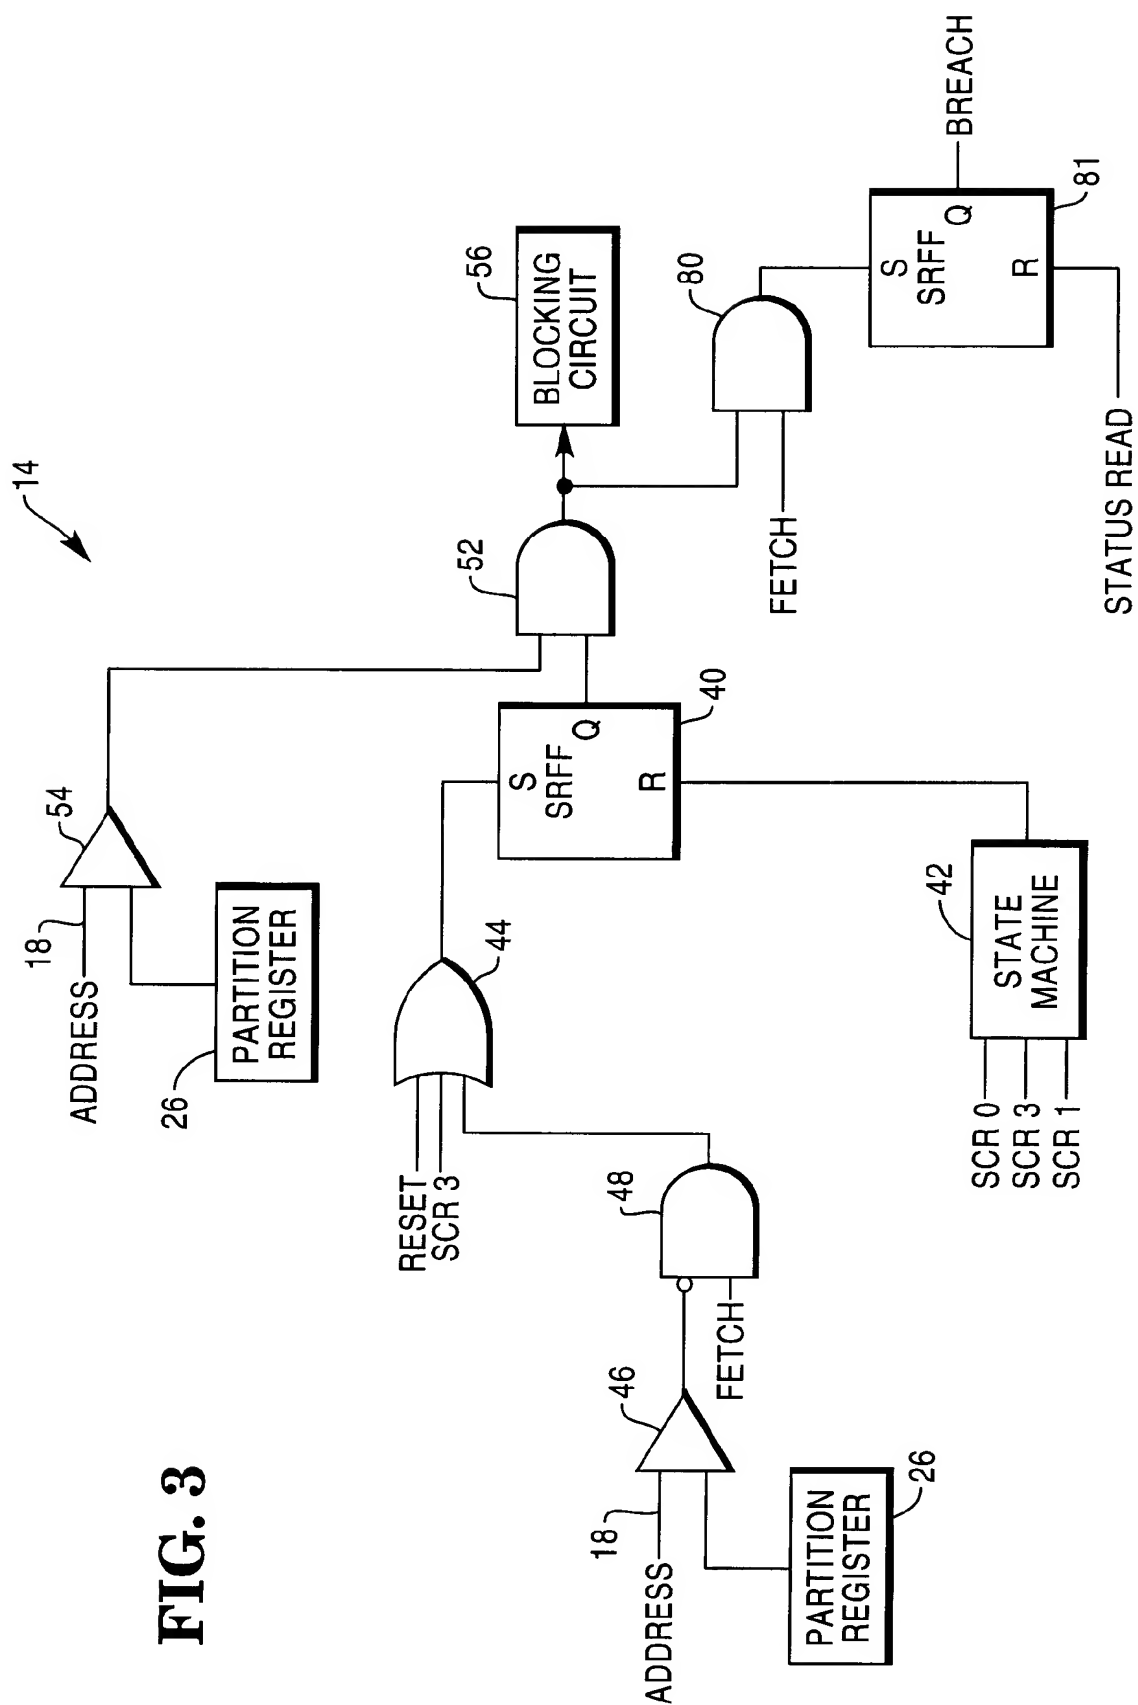 FIG. 3
14
ADDRESS
18
54
26
PARTITION
REGISTER
RESET
SCR 3
44
S
SRFF
Q
R
40
52
56
BLOCKING
CIRCUIT
ADDRESS
18
46
PARTITION
REGISTER
26
FETCH
48
SCR 0
SCR 3
SCR 1
42
STATE
MACHINE
FETCH
80
S
SRFF
Q
R
81
BREACH
STATUS READ